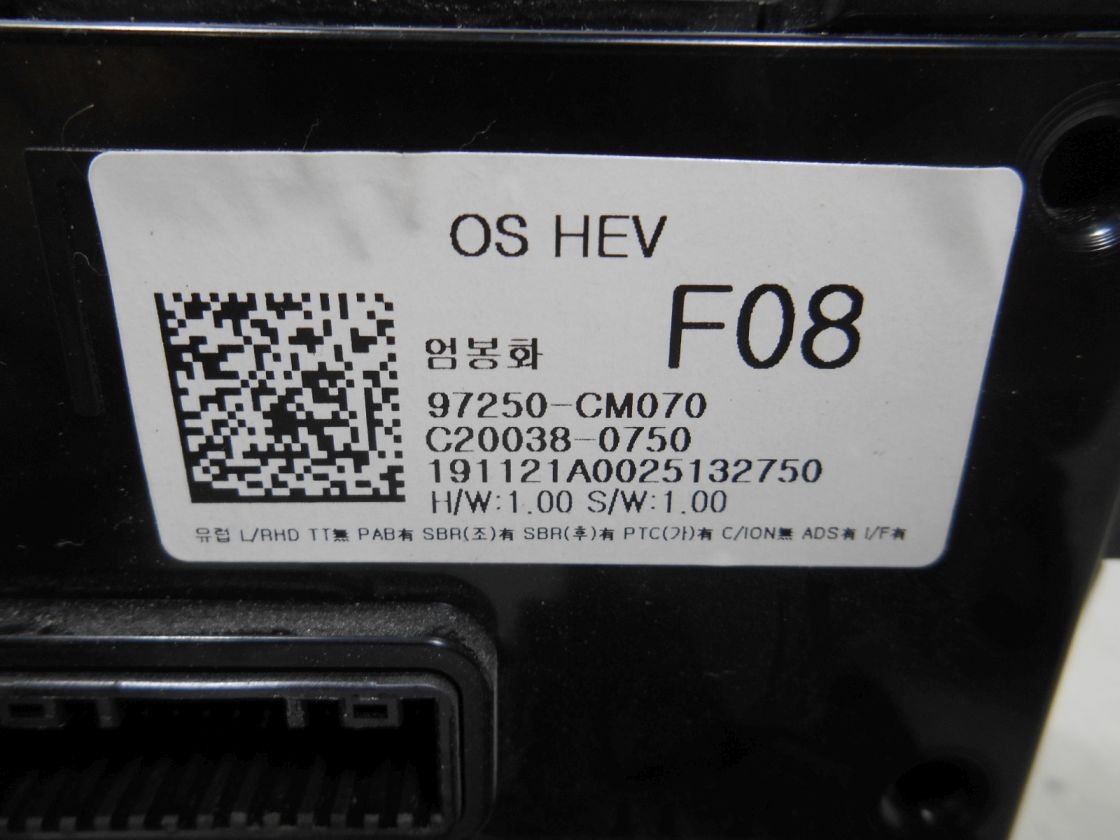 OS HEV
F08
엄봉화
97250-CM070
C20038-0750
191121A0025132750
H/W:1.00 S/W:1.00
유럽 L/RHD TT無 PAB有 SBR(조)有 SBR(후)有 PTC(가)有 C/ION無 ADS有 I/F有